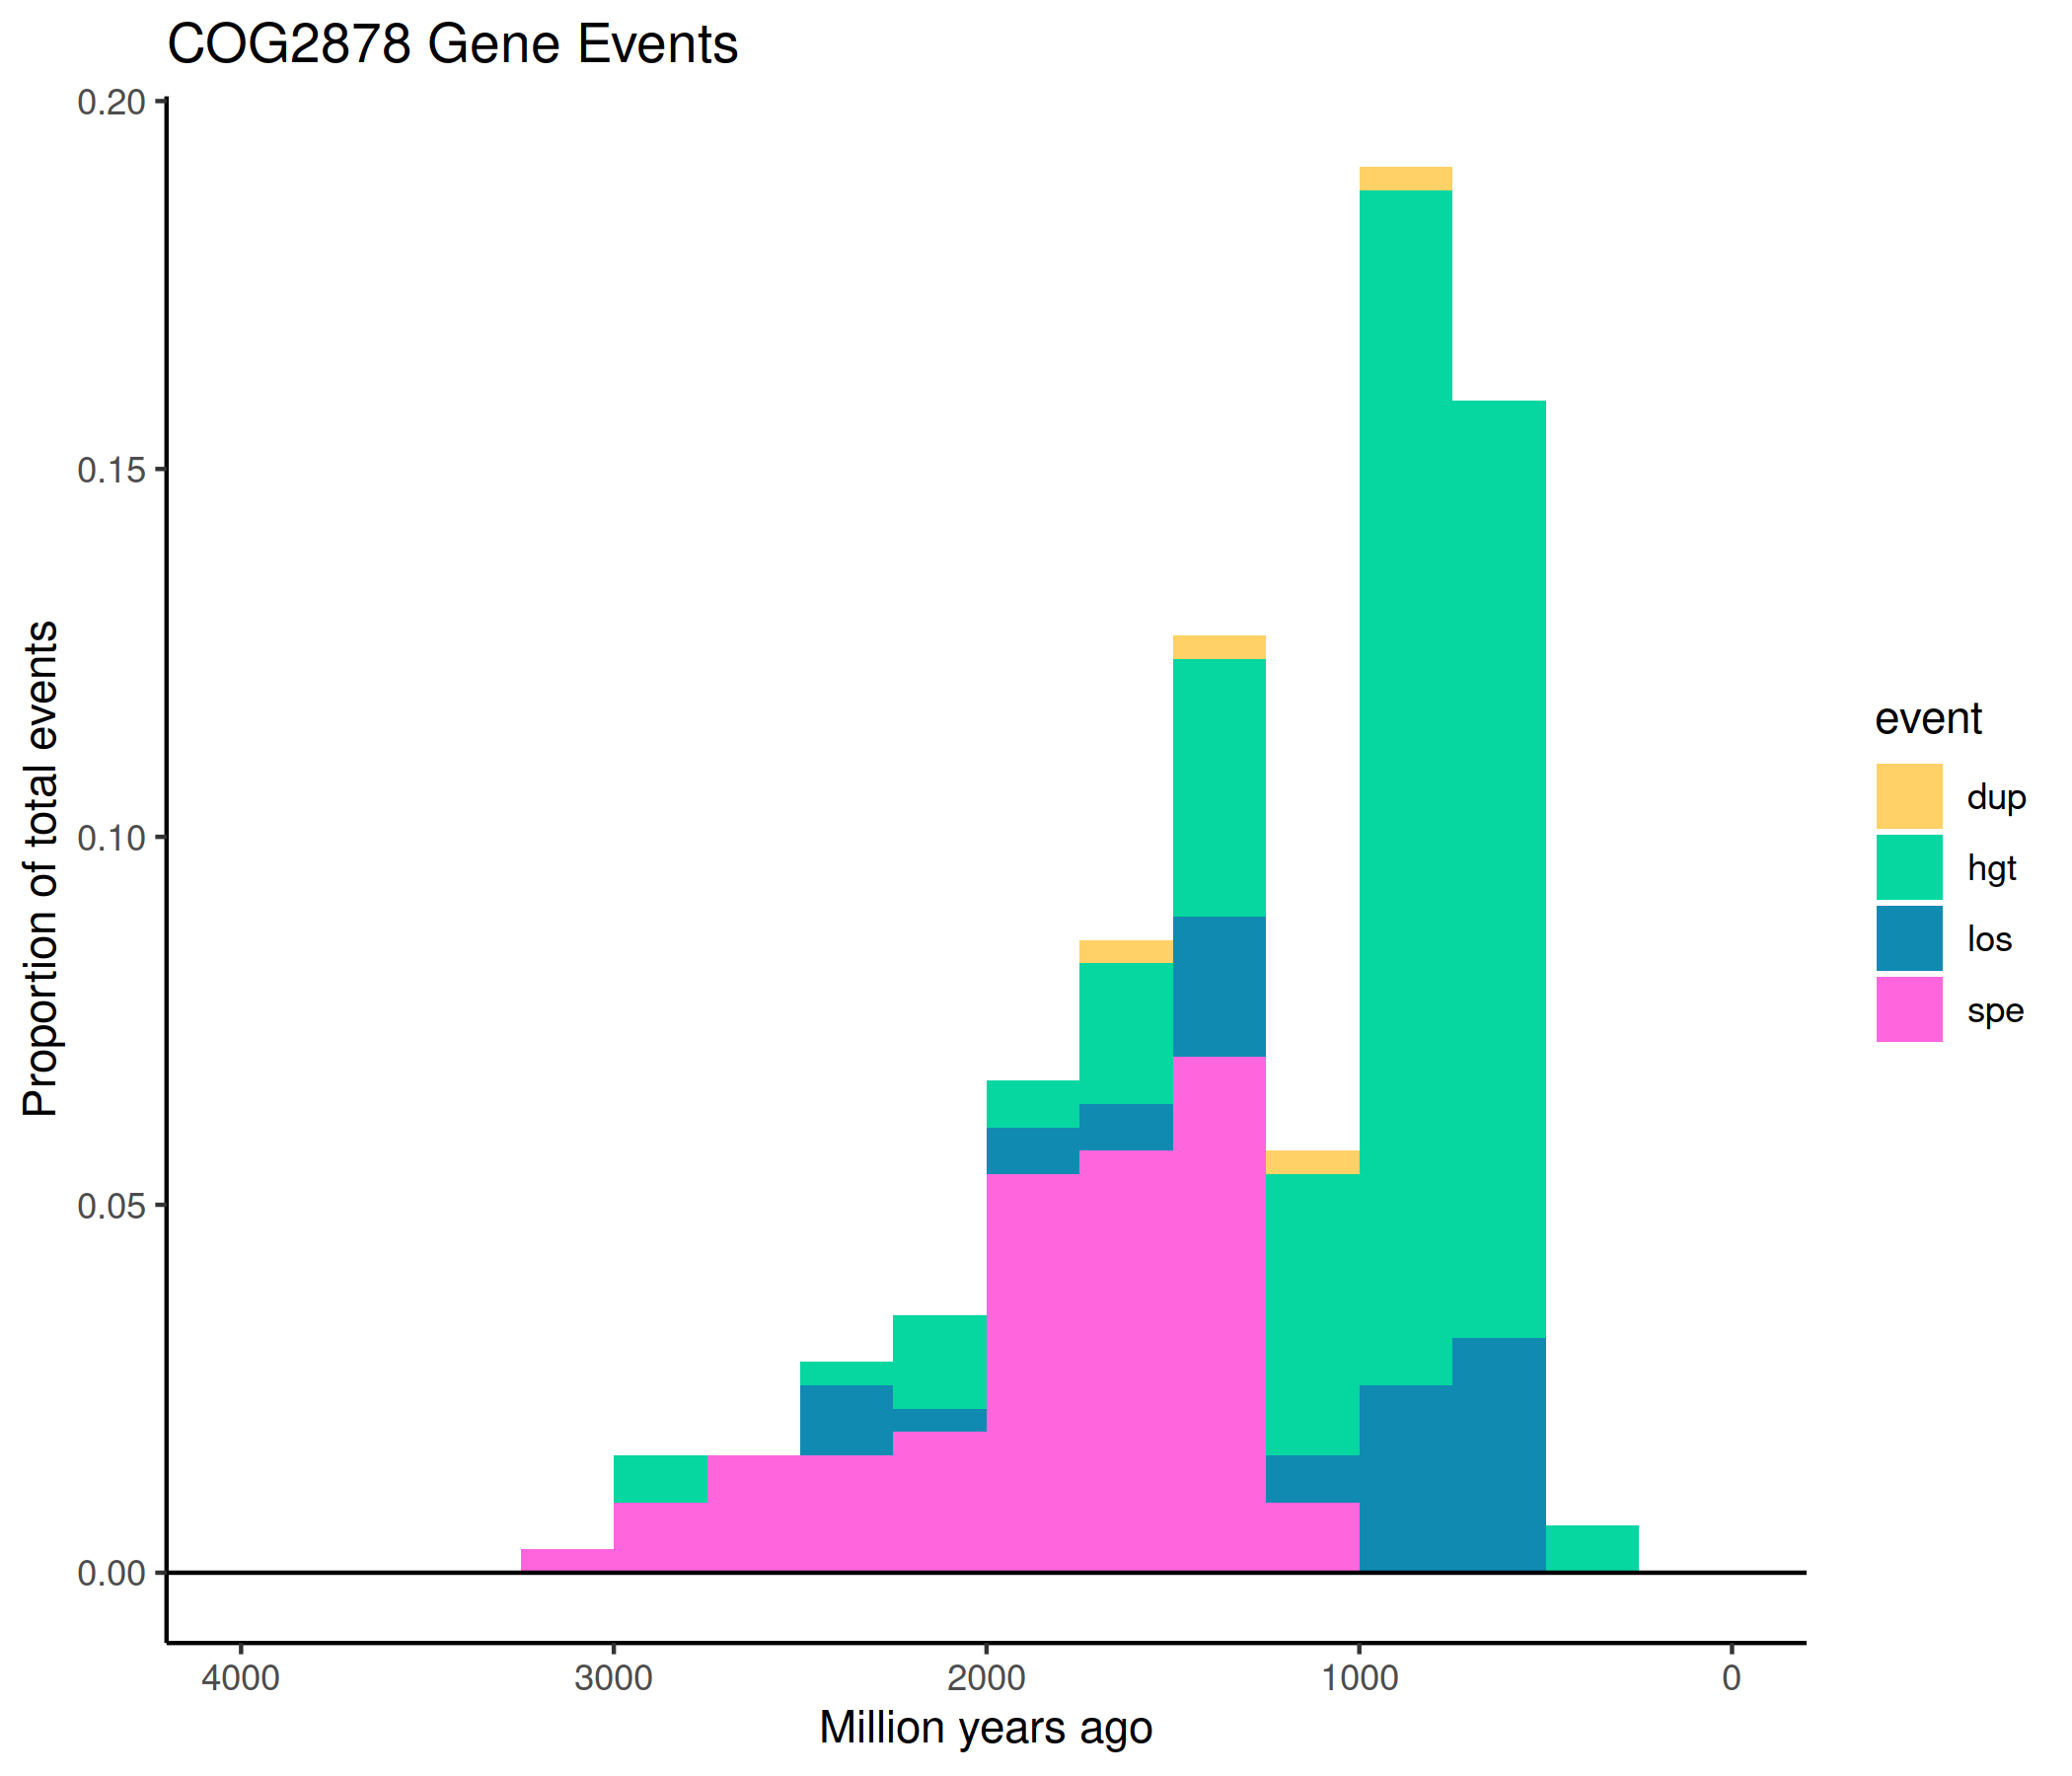 COG2878 Gene Events
Proportion of total events
0.20
0.15
0.10
0.05
0.00
4000 3000 2000 1000 0
Million years ago
event
dup
hgt
los
spe